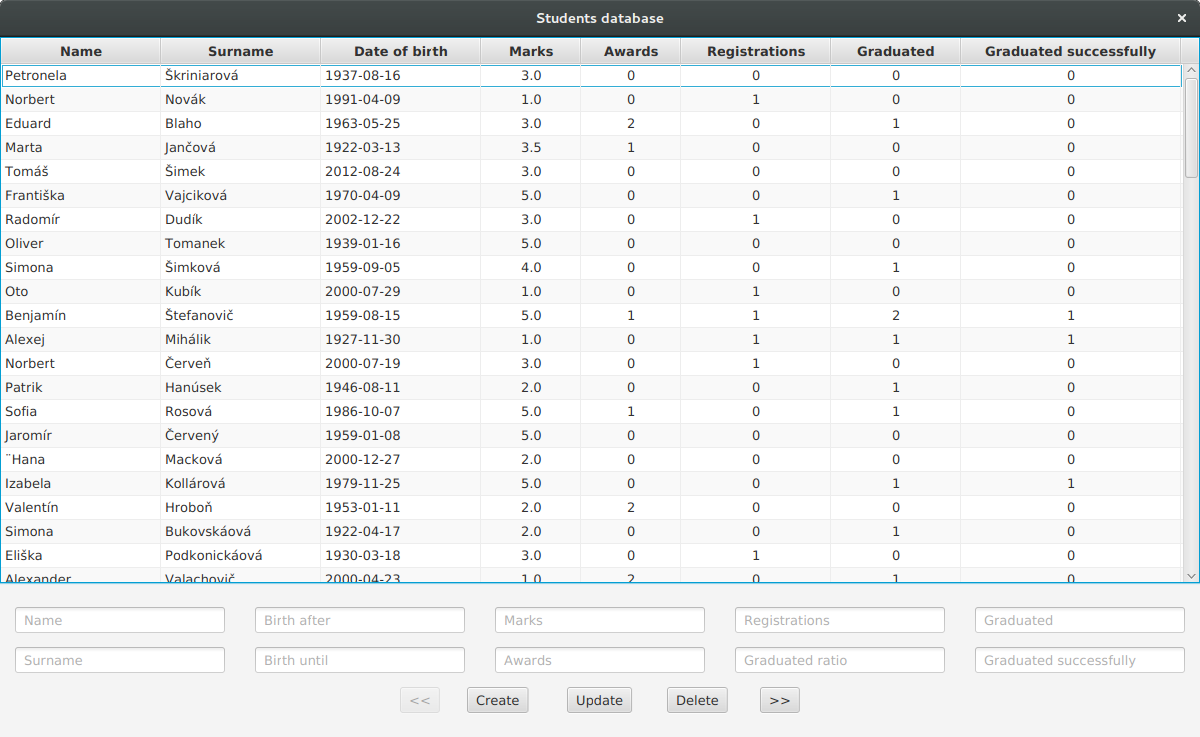 Students database ×
Name Surname Date of birth Marks Awards Registrations Graduated Graduated successfully
Petronela Škriniarová 1937-08-16 3.0 0 0 0 0
Norbert Novák 1991-04-09 1.0 0 1 0 0
Eduard Blaho 1963-05-25 3.0 2 0 1 0
Marta Jančová 1922-03-13 3.5 1 0 0 0
Tomáš Šimek 2012-08-24 3.0 0 0 0 0
Františka Vajciková 1970-04-09 5.0 0 0 1 0
Radomír Dudík 2002-12-22 3.0 0 1 0 0
Oliver Tomanek 1939-01-16 5.0 0 0 0 0
Simona Šimková 1959-09-05 4.0 0 0 1 0
Oto Kubík 2000-07-29 1.0 0 1 0 0
Benjamín Štefanovič 1959-08-15 5.0 1 1 2 1
Alexej Mihálik 1927-11-30 1.0 0 1 1 1
Norbert Červeň 2000-07-19 3.0 0 1 0 0
Patrik Hanúsek 1946-08-11 2.0 0 0 1 0
Sofia Rosová 1986-10-07 5.0 1 0 1 0
Jaromír Červený 1959-01-08 5.0 0 0 0 0
¨Hana Macková 2000-12-27 2.0 0 0 0 0
Izabela Kollárová 1979-11-25 5.0 0 0 1 1
Valentín Hroboň 1953-01-11 2.0 2 0 0 0
Simona Bukovskáová 1922-04-17 2.0 0 0 1 0
Eliška Podkonickáová 1930-03-18 3.0 0 1 0 0
Alexander Valachovič 2000-04-23 1.0 2 0 1 0
Name Birth after Marks Registrations Graduated
Surname Birth until Awards Graduated ratio Graduated successfully
<< Create Update Delete >>